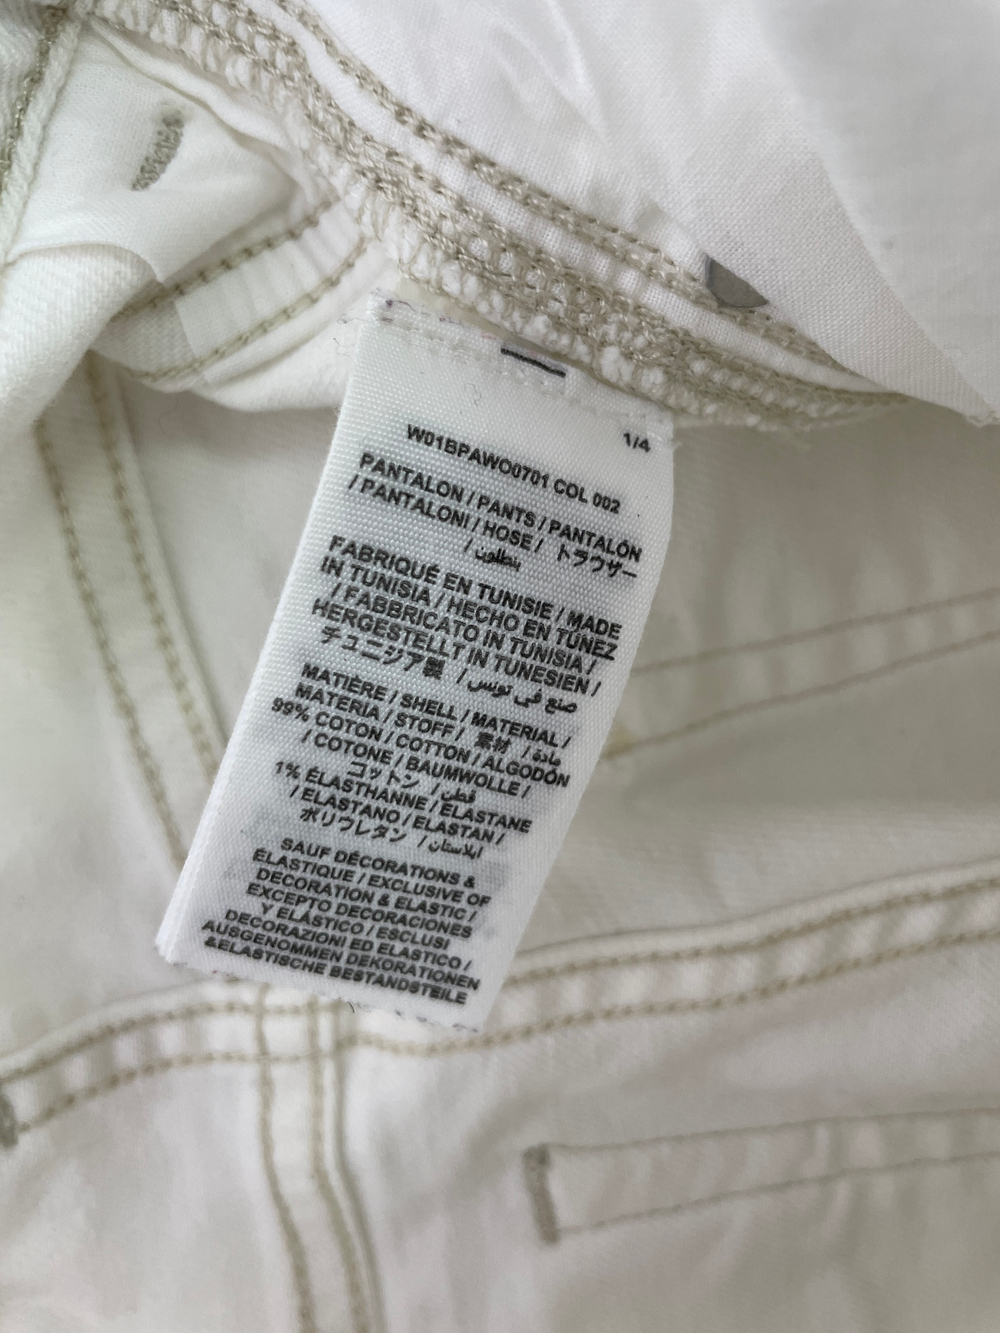 1/4
W01BPAWO0701 COL 002
PANTALON / PANTS / PANTALÓN
/ PANTALONI / HOSE / トラウザー
/ بنطلون
FABRIQUÉ EN TUNISIE / MADE
IN TUNISIA / HECHO EN TÚNEZ
/ FABBRICATO IN TUNISIA /
HERGESTELLT IN TUNESIEN /
チュニジア製 / صنع في تونس
MATIÈRE / SHELL / MATERIAL /
MATERIA / STOFF / 素材 / مادة
99% COTON / COTTON / ALGODÓN
/ COTONE / BAUMWOLLE /
コットン / قطن
1% ÉLASTHANNE / ELASTANE
/ ELASTANO / ELASTAN /
ポリウレタン / ايلاستان
SAUF DÉCORATIONS &
ÉLASTIQUE / EXCLUSIVE OF
DECORATION & ELASTIC /
EXCEPTO DECORACIONES
Y ELÁSTICO / ESCLUSI
DECORAZIONI ED ELASTICO /
AUSGENOMMEN DEKORATIONEN
&ELASTISCHE BESTANDSTEILE